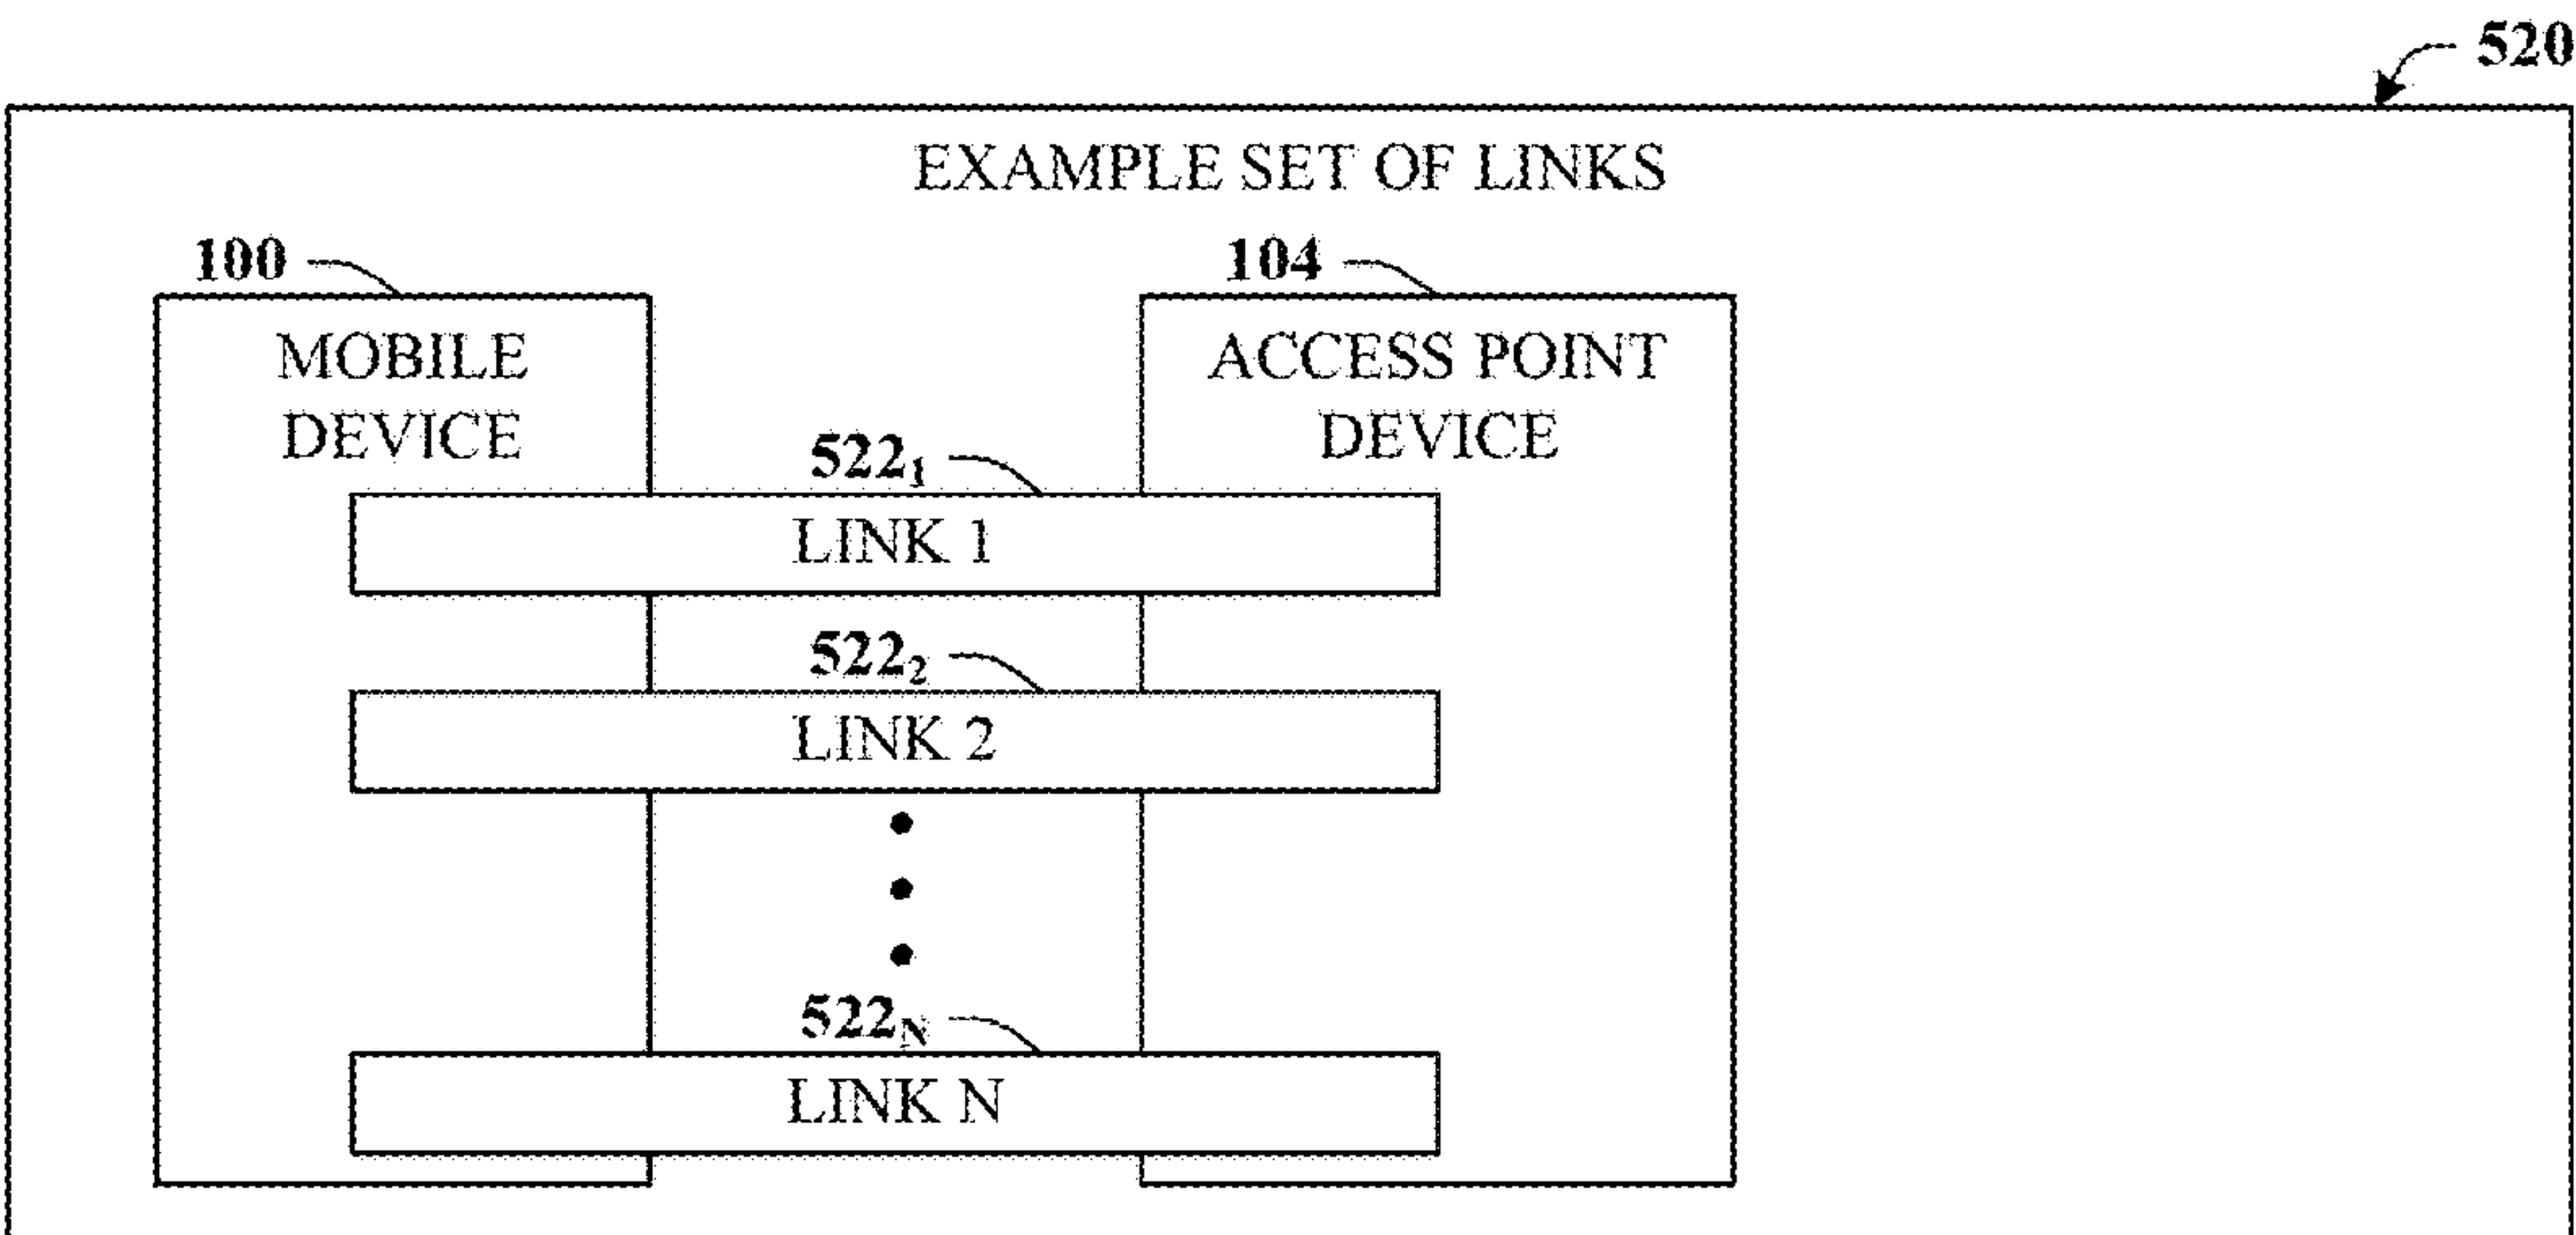 520
EXAMPLE SET OF LINKS
100
104
MOBILE
DEVICE
ACCESS POINT
DEVICE
522₁
LINK 1
522₂
LINK 2
522ₙ
LINK N